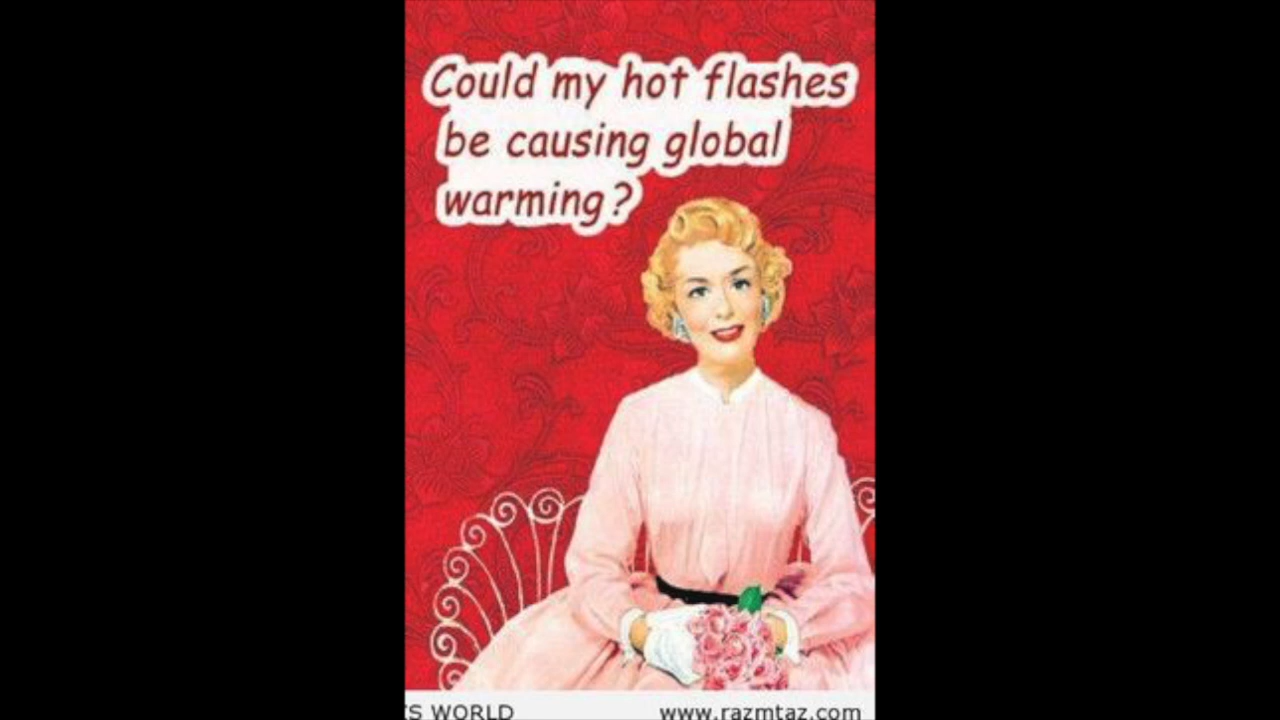 Could my hot flashes
be causing global
warming?
WORLD
www.razmtaz.com